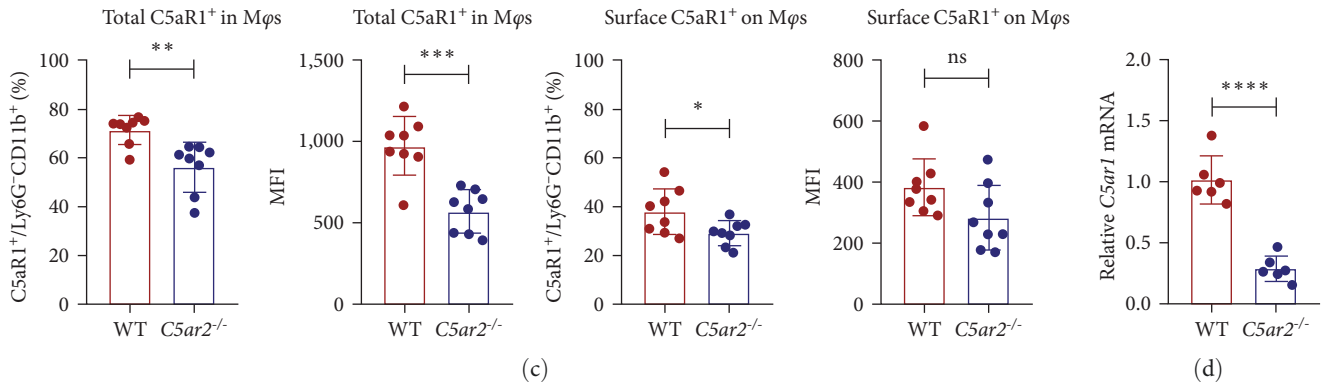 Total C5aR1⁺ in Mφs
**
C5aR1⁺/Ly6G⁻CD11b⁺ (%)
100
80
60
40
20
0
WT C5ar2⁻/⁻
Total C5aR1⁺ in Mφs
***
MFI
1,500
1,000
500
0
WT C5ar2⁻/⁻
Surface C5aR1⁺ on Mφs
*
C5aR1⁺/Ly6G⁻CD11b⁺ (%)
100
80
60
40
20
0
WT C5ar2⁻/⁻
Surface C5aR1⁺ on Mφs
ns
MFI
800
600
400
200
0
WT C5ar2⁻/⁻
(c)
****
Relative C5ar1 mRNA
2.0
1.5
1.0
0.5
0.0
WT C5ar2⁻/⁻
(d)